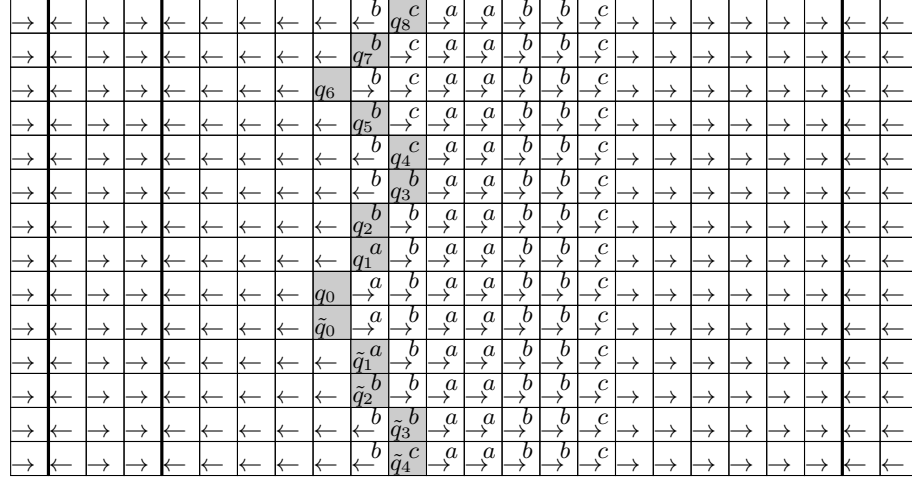 → ← → → ← ← ← ← ← ←b q₈c →a →a →b →b →c → → → → → → ← ←
→ ← → → ← ← ← ← ← q₇b →c →a →a →b →b →c → → → → → → ← ←
→ ← → → ← ← ← ← q₆ →b →c →a →a →b →b →c → → → → → → ← ←
→ ← → → ← ← ← ← ← q₅b →c →a →a →b →b →c → → → → → → ← ←
→ ← → → ← ← ← ← ← ←b q₄c →a →a →b →b →c → → → → → → ← ←
→ ← → → ← ← ← ← ← ←b q₃b →a →a →b →b →c → → → → → → ← ←
→ ← → → ← ← ← ← ← q₂b →b →a →a →b →b →c → → → → → → ← ←
→ ← → → ← ← ← ← ← q₁a →b →a →a →b →b →c → → → → → → ← ←
→ ← → → ← ← ← ← q₀ →a →b →a →a →b →b →c → → → → → → ← ←
→ ← → → ← ← ← ← q̃₀ →a →b →a →a →b →b →c → → → → → → ← ←
→ ← → → ← ← ← ← ← q̃₁a →b →a →a →b →b →c → → → → → → ← ←
→ ← → → ← ← ← ← ← q̃₂b →b →a →a →b →b →c → → → → → → ← ←
→ ← → → ← ← ← ← ← ←b q̃₃b →a →a →b →b →c → → → → → → ← ←
→ ← → → ← ← ← ← ← ←b q̃₄c →a →a →b →b →c → → → → → → ← ←